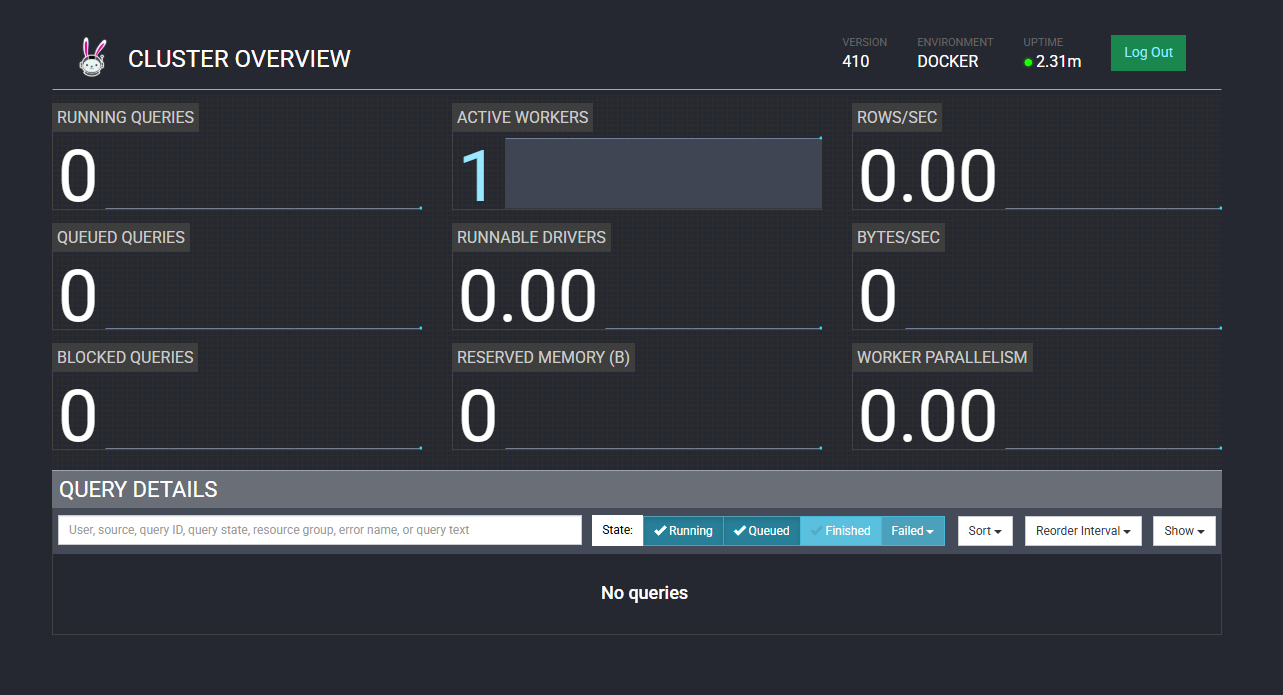 CLUSTER OVERVIEW
VERSION
410
ENVIRONMENT
DOCKER
UPTIME
2.31m
Log Out
RUNNING QUERIES
0
ACTIVE WORKERS
1
ROWS/SEC
0.00
QUEUED QUERIES
0
RUNNABLE DRIVERS
0.00
BYTES/SEC
0
BLOCKED QUERIES
0
RESERVED MEMORY (B)
0
WORKER PARALLELISM
0.00
QUERY DETAILS
User, source, query ID, query state, resource group, error name, or query text
State: Running Queued Finished Failed Sort Reorder Interval Show
No queries